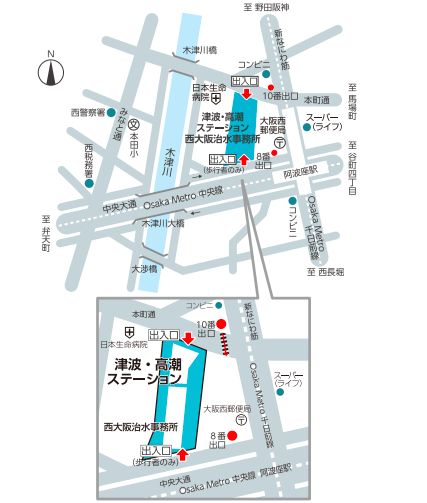 至 野田阪神
新なにわ筋
N
木津川橋
コンビニ
出入口
日本生命
病院
10番出口
本町通
至 馬場町
西警察署
みなと通
文
本田小
津波・高潮
ステーション
西大阪治水事務所
大阪西
郵便局
スーパー
(ライフ)
西税務署
木津川
出入口
(歩行者のみ)
8番
出口
阿波座駅
至 谷町四丁目
中央大通
Osaka Metro 中央線
木津川大橋
至 弁天町
コンビニ
Osaka Metro
千日前線
大渉橋
至 西長堀
コンビニ
新なにわ筋
本町通
10番
出口
出入口
日本生命病院
津波・高潮
ステーション
Osaka Metro 千日前線
スーパー
(ライフ)
大阪西郵便局
西大阪治水事務所
8番
出口
出入口
(歩行者のみ)
中央大通
Osaka Metro 中央線 阿波座駅